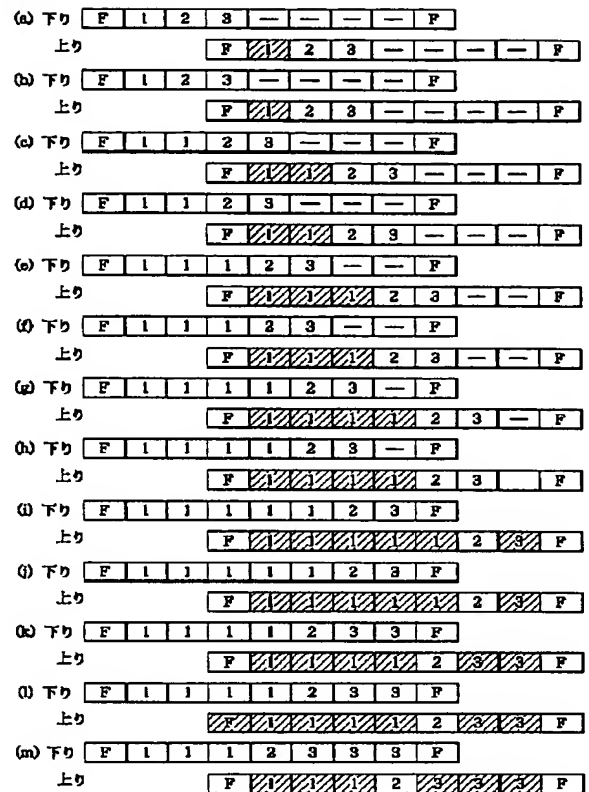 (a) 下り F 1 2 3 — — — — F
上り F 1 2 3 — — — — F
(b) 下り F 1 2 3 — — — — F
上り F 1 2 3 — — — — F
(c) 下り F 1 1 2 3 — — — F
上り F 1 1 2 3 — — — F
(d) 下り F 1 1 2 3 — — — F
上り F 1 1 2 3 — — — F
(e) 下り F 1 1 1 2 3 — — F
上り F 1 1 1 2 3 — — F
(f) 下り F 1 1 1 2 3 — — F
上り F 1 1 1 2 3 — — F
(g) 下り F 1 1 1 1 2 3 — F
上り F 1 1 1 1 2 3 — F
(h) 下り F 1 1 1 1 2 3 — F
上り F 1 1 1 1 2 3 F
(i) 下り F 1 1 1 1 1 2 3 F
上り F 1 1 1 1 1 2 3 F
(j) 下り F 1 1 1 1 1 2 3 F
上り F 1 1 1 1 1 2 3 F
(k) 下り F 1 1 1 1 2 3 3 F
上り F 1 1 1 1 2 3 3 F
(l) 下り F 1 1 1 1 2 3 3 F
上り F 1 1 1 1 2 3 3 F
(m) 下り F 1 1 1 2 3 3 3 F
上り F 1 1 1 2 3 3 3 F